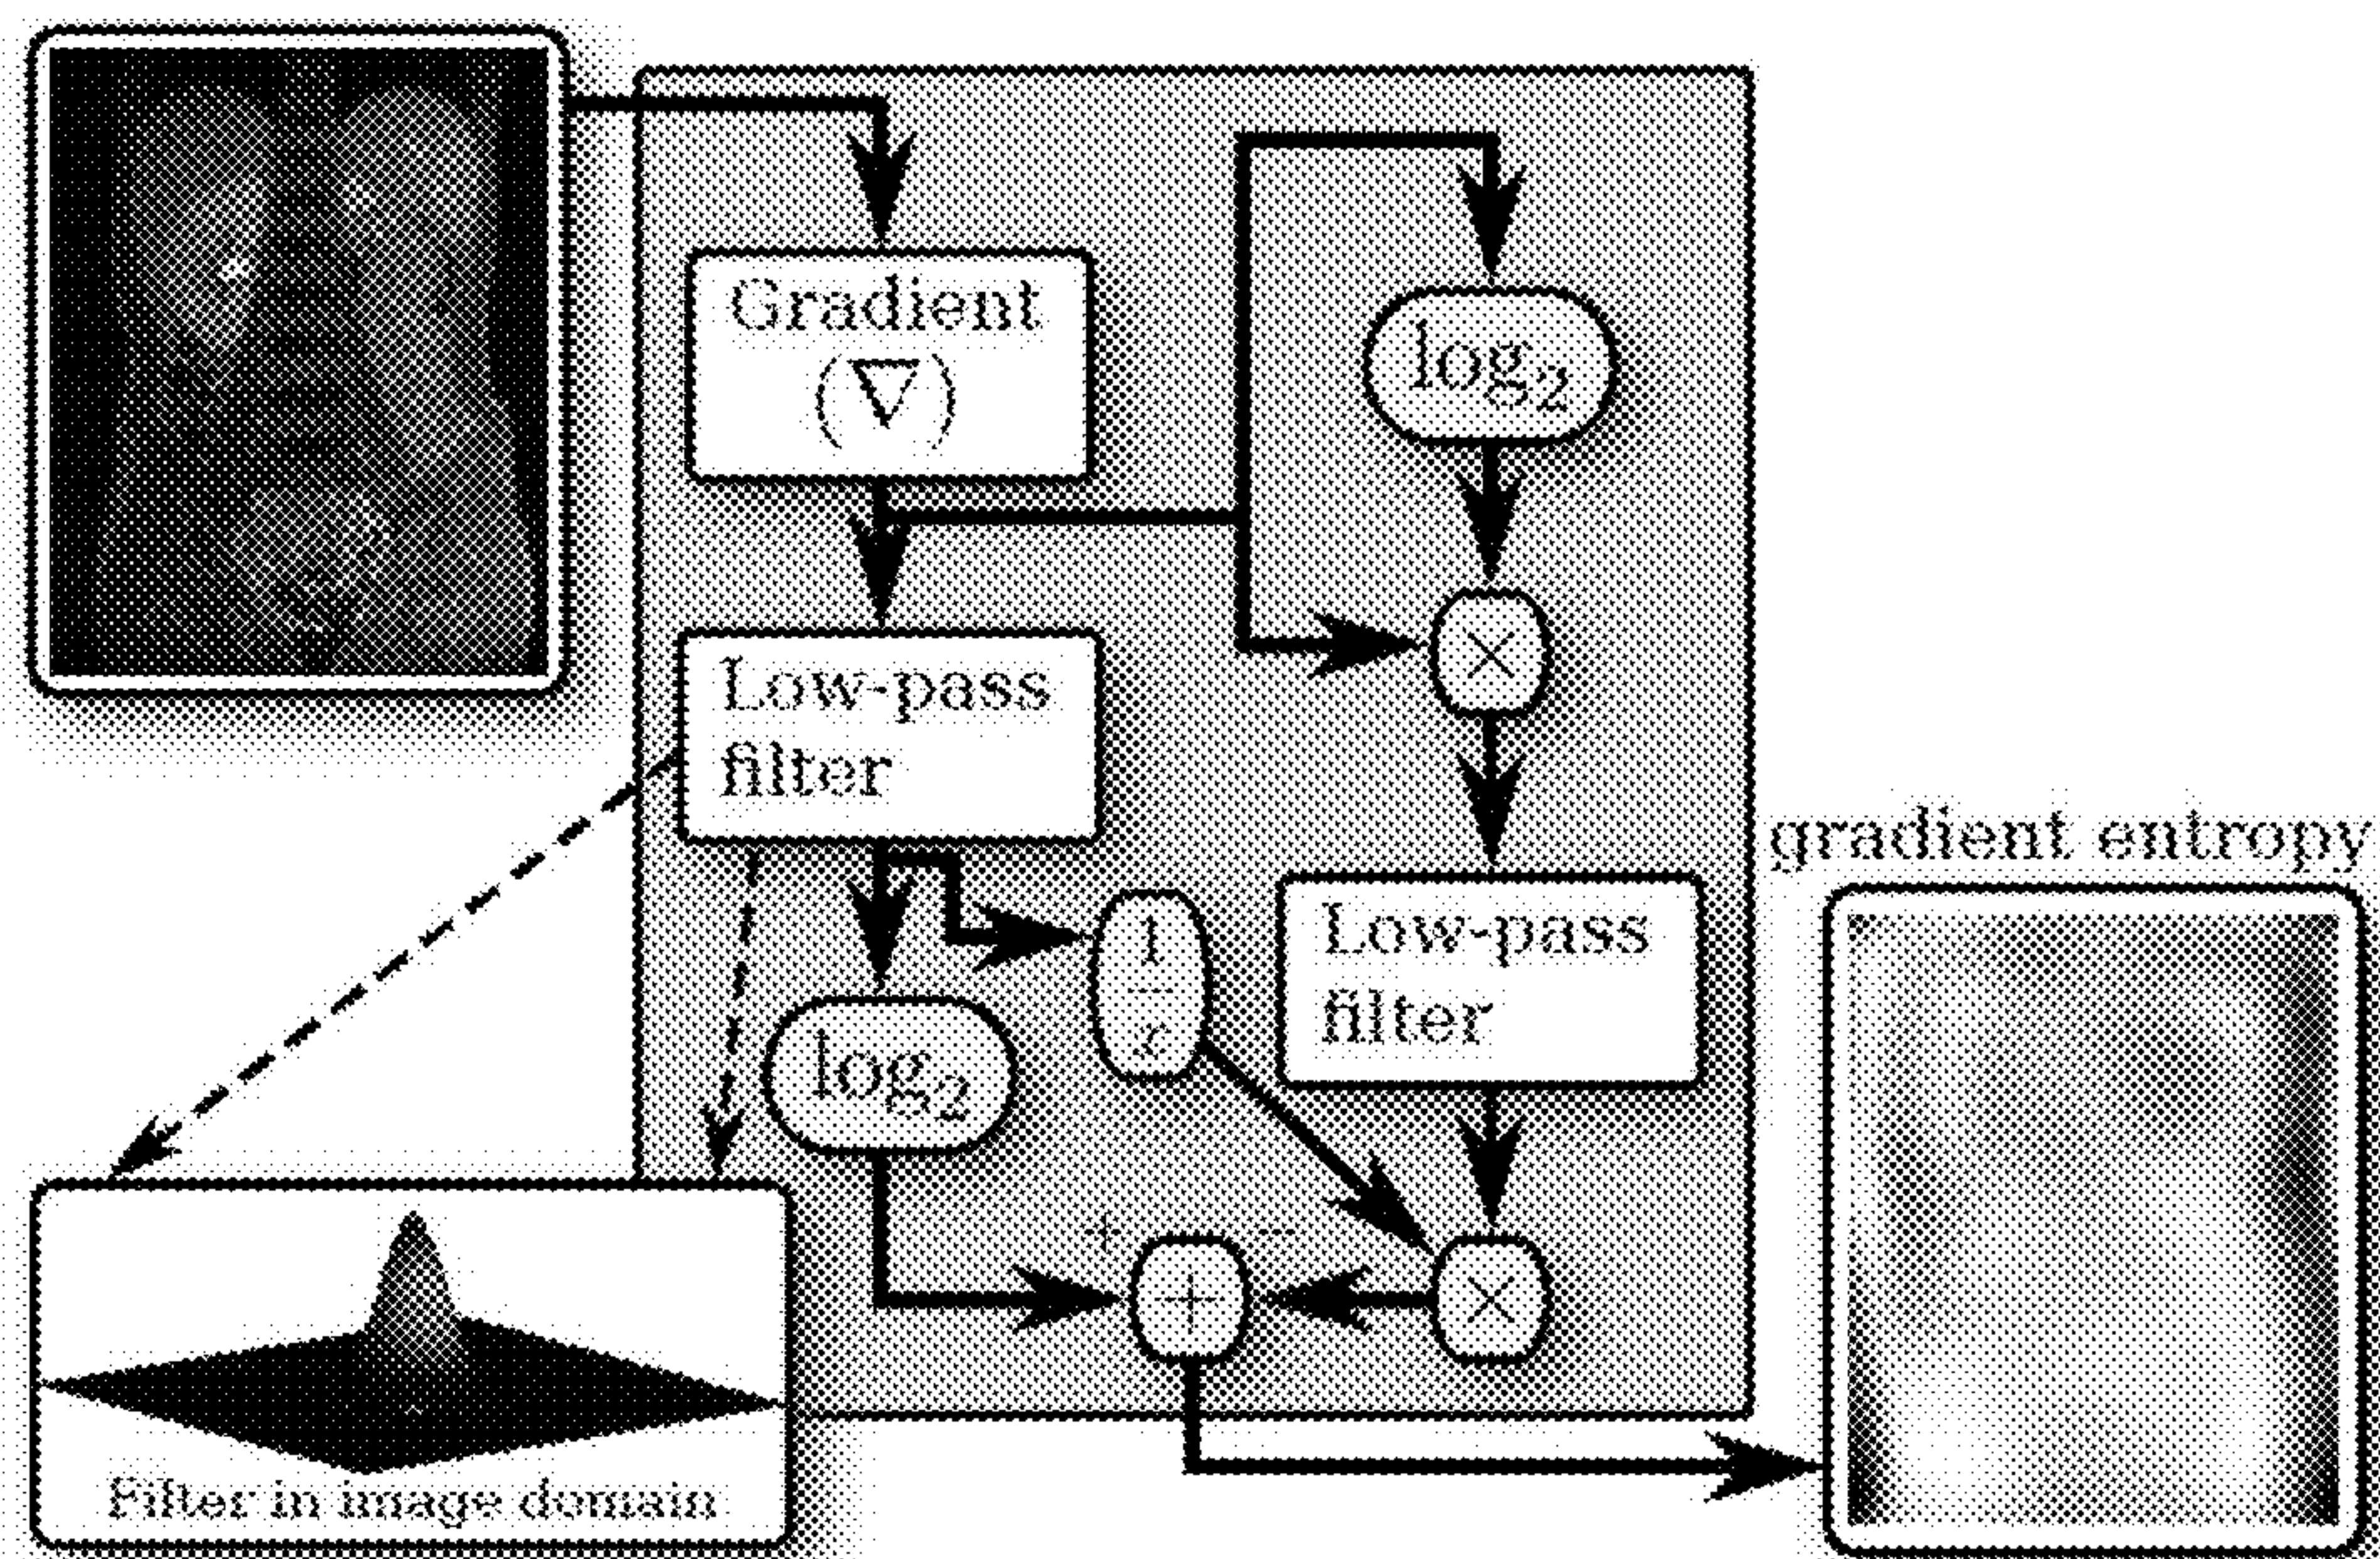 Gradient
(∇)
log₂
×
Low-pass
filter
gradient entropy
1
x
Low-pass
filter
log₂
+ −
+
×
Filter in image domain